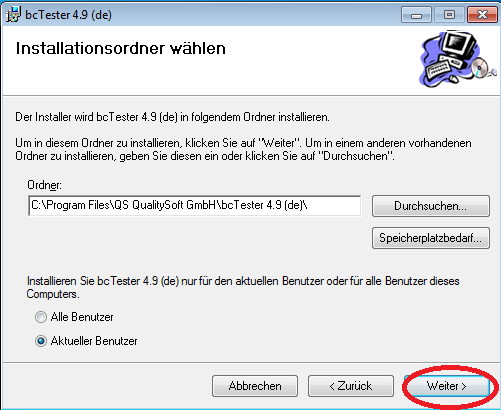 bcTester 4.9 (de)
Installationsordner wählen
Der Installer wird bcTester 4.9 (de) in folgendem Ordner installieren.
Um in diesem Ordner zu installieren, klicken Sie auf "Weiter". Um in einem anderen vorhandenen
Ordner zu installieren, geben Sie diesen ein oder klicken Sie auf "Durchsuchen".
Ordner:
C:\Program Files\QS QualitySoft GmbH\bcTester 4.9 (de)\
Durchsuchen...
Speicherplatzbedarf...
Installieren Sie bcTester 4.9 (de) nur für den aktuellen Benutzer oder für alle Benutzer dieses
Computers.
Alle Benutzer
Aktueller Benutzer
Abbrechen
< Zurück
Weiter >